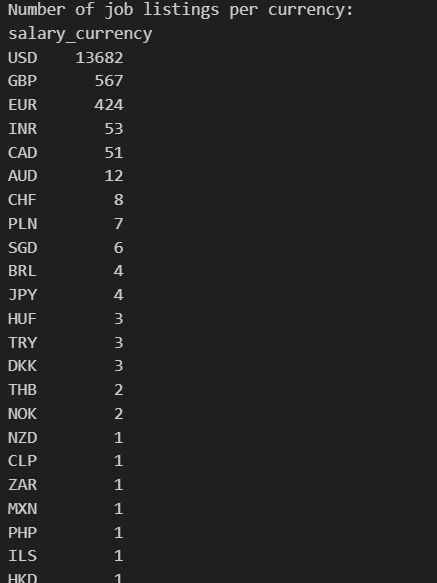 Number of job listings per currency:
salary_currency
USD 13682
GBP 567
EUR 424
INR 53
CAD 51
AUD 12
CHF 8
PLN 7
SGD 6
BRL 4
JPY 4
HUF 3
TRY 3
DKK 3
THB 2
NOK 2
NZD 1
CLP 1
ZAR 1
MXN 1
PHP 1
ILS 1
HKD 1